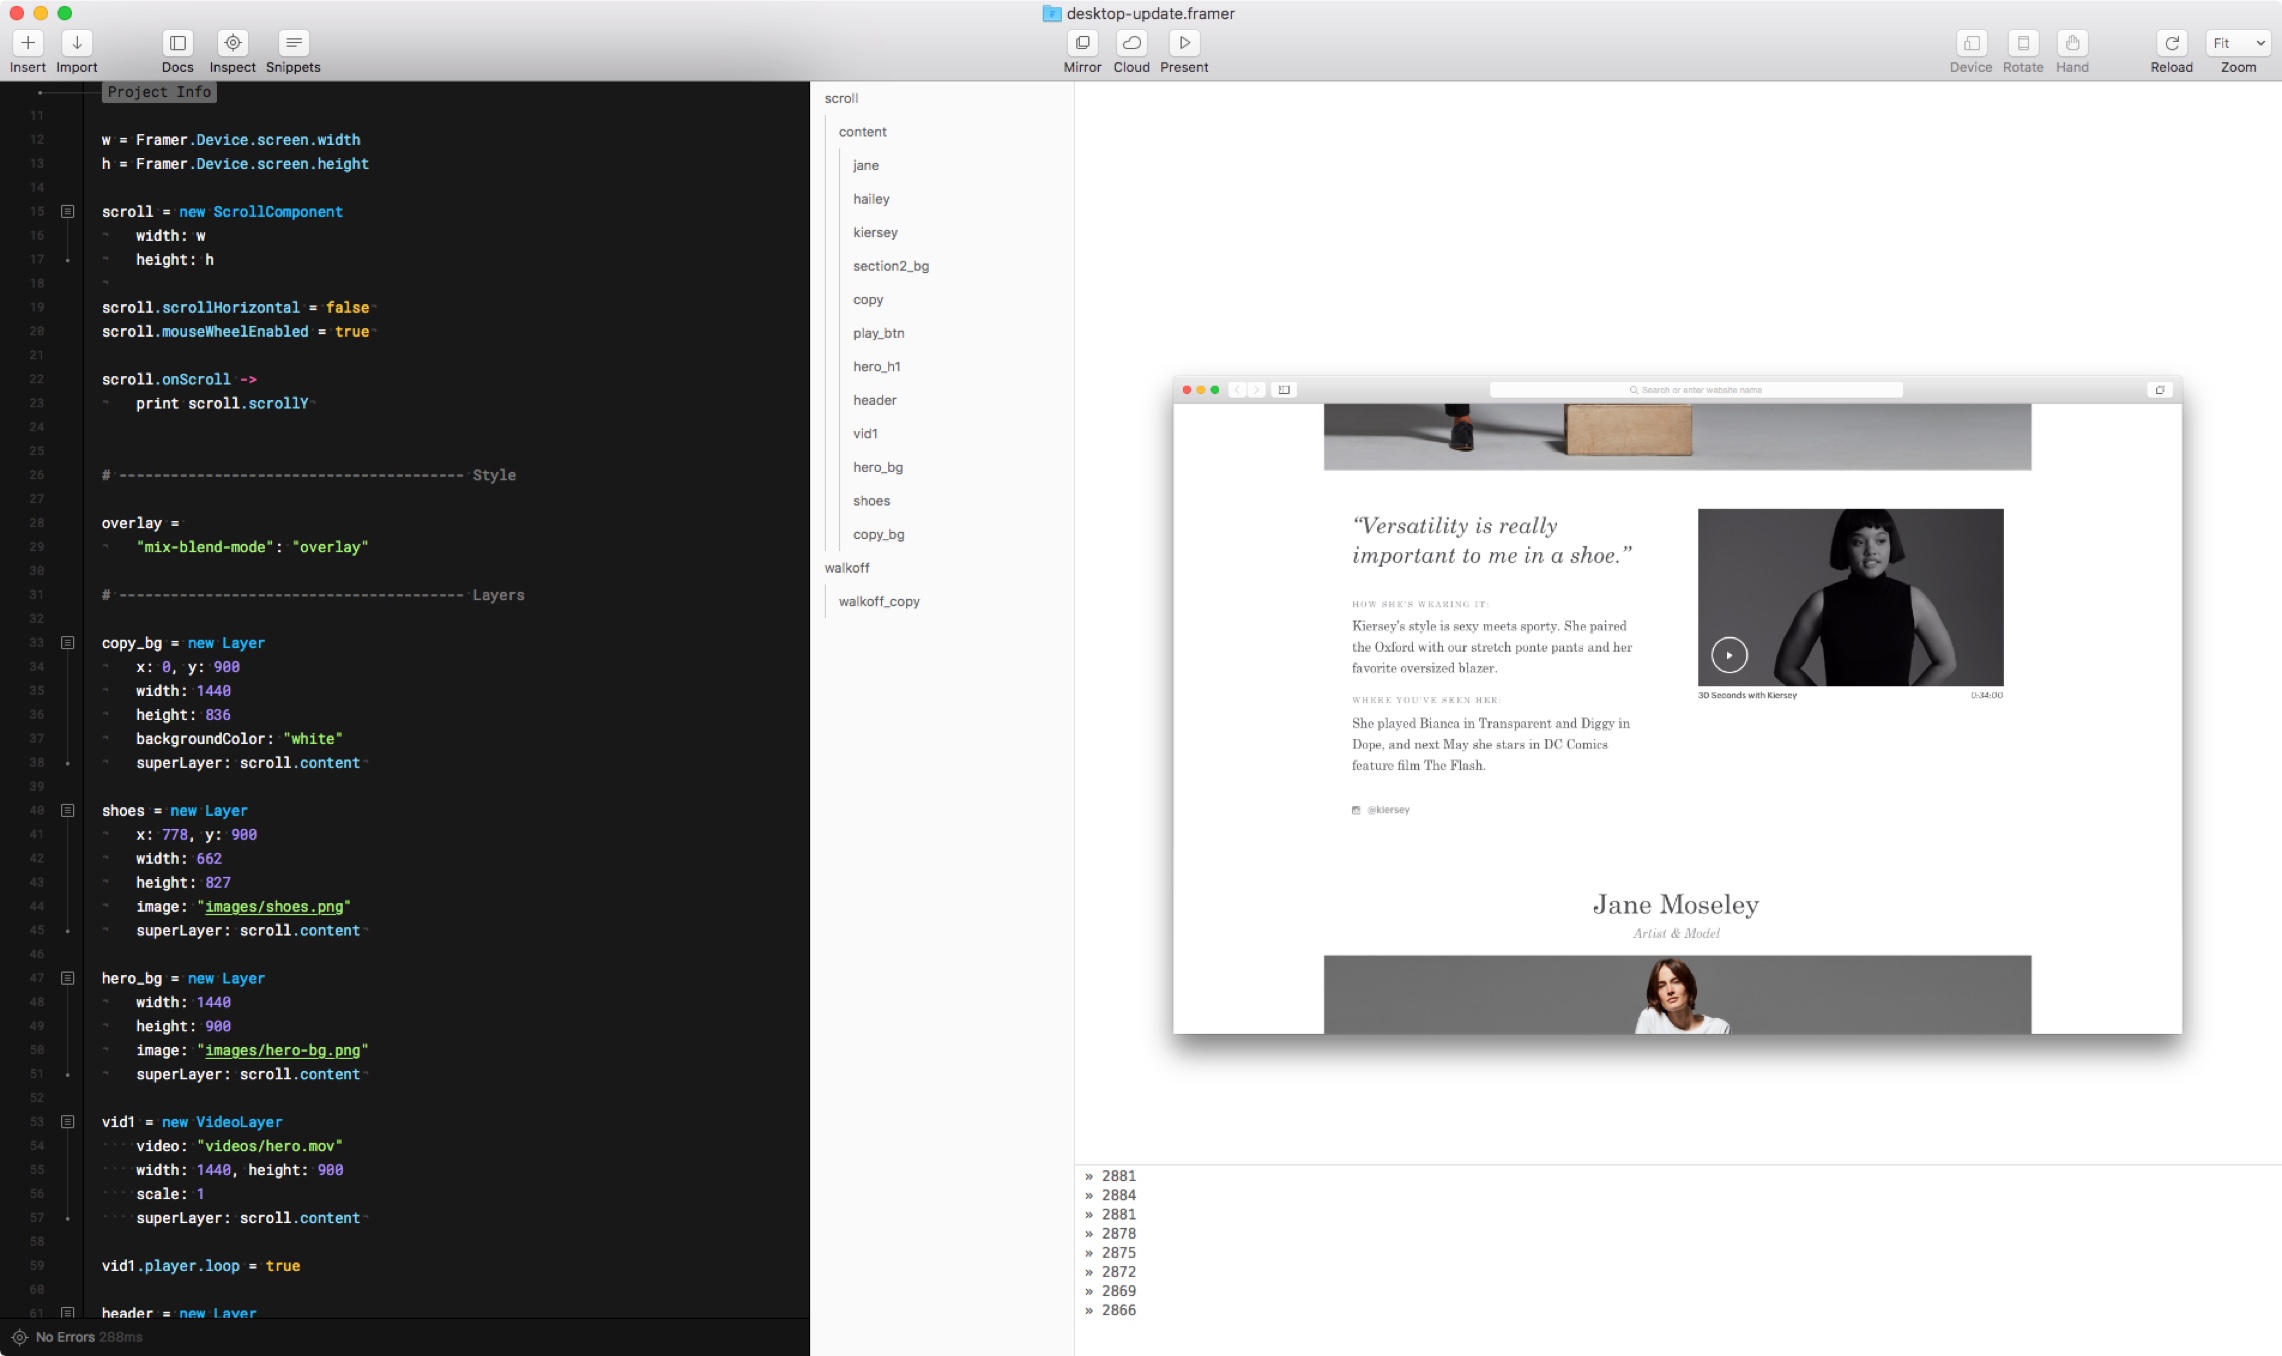 desktop-update.framer
Insert Import Docs Inspect Snippets Mirror Cloud Present Device Rotate Hand Reload Fit Zoom
Project Info
11
12 w = Framer.Device.screen.width
13 h = Framer.Device.screen.height
14
15 scroll = new ScrollComponent
16 width: w
17 height: h
18
19 scroll.scrollHorizontal = false
20 scroll.mouseWheelEnabled = true
21
22 scroll.onScroll ->
23 print scroll.scrollY
24
25
26 # ---------------------------------------- Style
27
28 overlay =
29 "mix-blend-mode": "overlay"
30
31 # ---------------------------------------- Layers
32
33 copy_bg = new Layer
34 x: 0, y: 900
35 width: 1440
36 height: 836
37 backgroundColor: "white"
38 superLayer: scroll.content
39
40 shoes = new Layer
41 x: 778, y: 900
42 width: 662
43 height: 827
44 image: "images/shoes.png"
45 superLayer: scroll.content
46
47 hero_bg = new Layer
48 width: 1440
49 height: 900
50 image: "images/hero-bg.png"
51 superLayer: scroll.content
52
53 vid1 = new VideoLayer
54 video: "videos/hero.mov"
55 width: 1440, height: 900
56 scale: 1
57 superLayer: scroll.content
58
59 vid1.player.loop = true
60
61 header = new Layer
No Errors 288ms
scroll
content
jane
hailey
kiersey
section2_bg
copy
play_btn
hero_h1
header
vid1
hero_bg
shoes
copy_bg
walkoff
walkoff_copy
Search or enter website name
“Versatility is really
important to me in a shoe.”
HOW SHE'S WEARING IT:
Kiersey's style is sexy meets sporty. She paired
the Oxford with our stretch ponte pants and her
favorite oversized blazer.
WHERE YOU'VE SEEN HER:
She played Bianca in Transparent and Diggy in
Dope, and next May she stars in DC Comics
feature film The Flash.
@kiersey
30 Seconds with Kiersey 0:34:00
Jane Moseley
Artist & Model
» 2881
» 2884
» 2881
» 2878
» 2875
» 2872
» 2869
» 2866